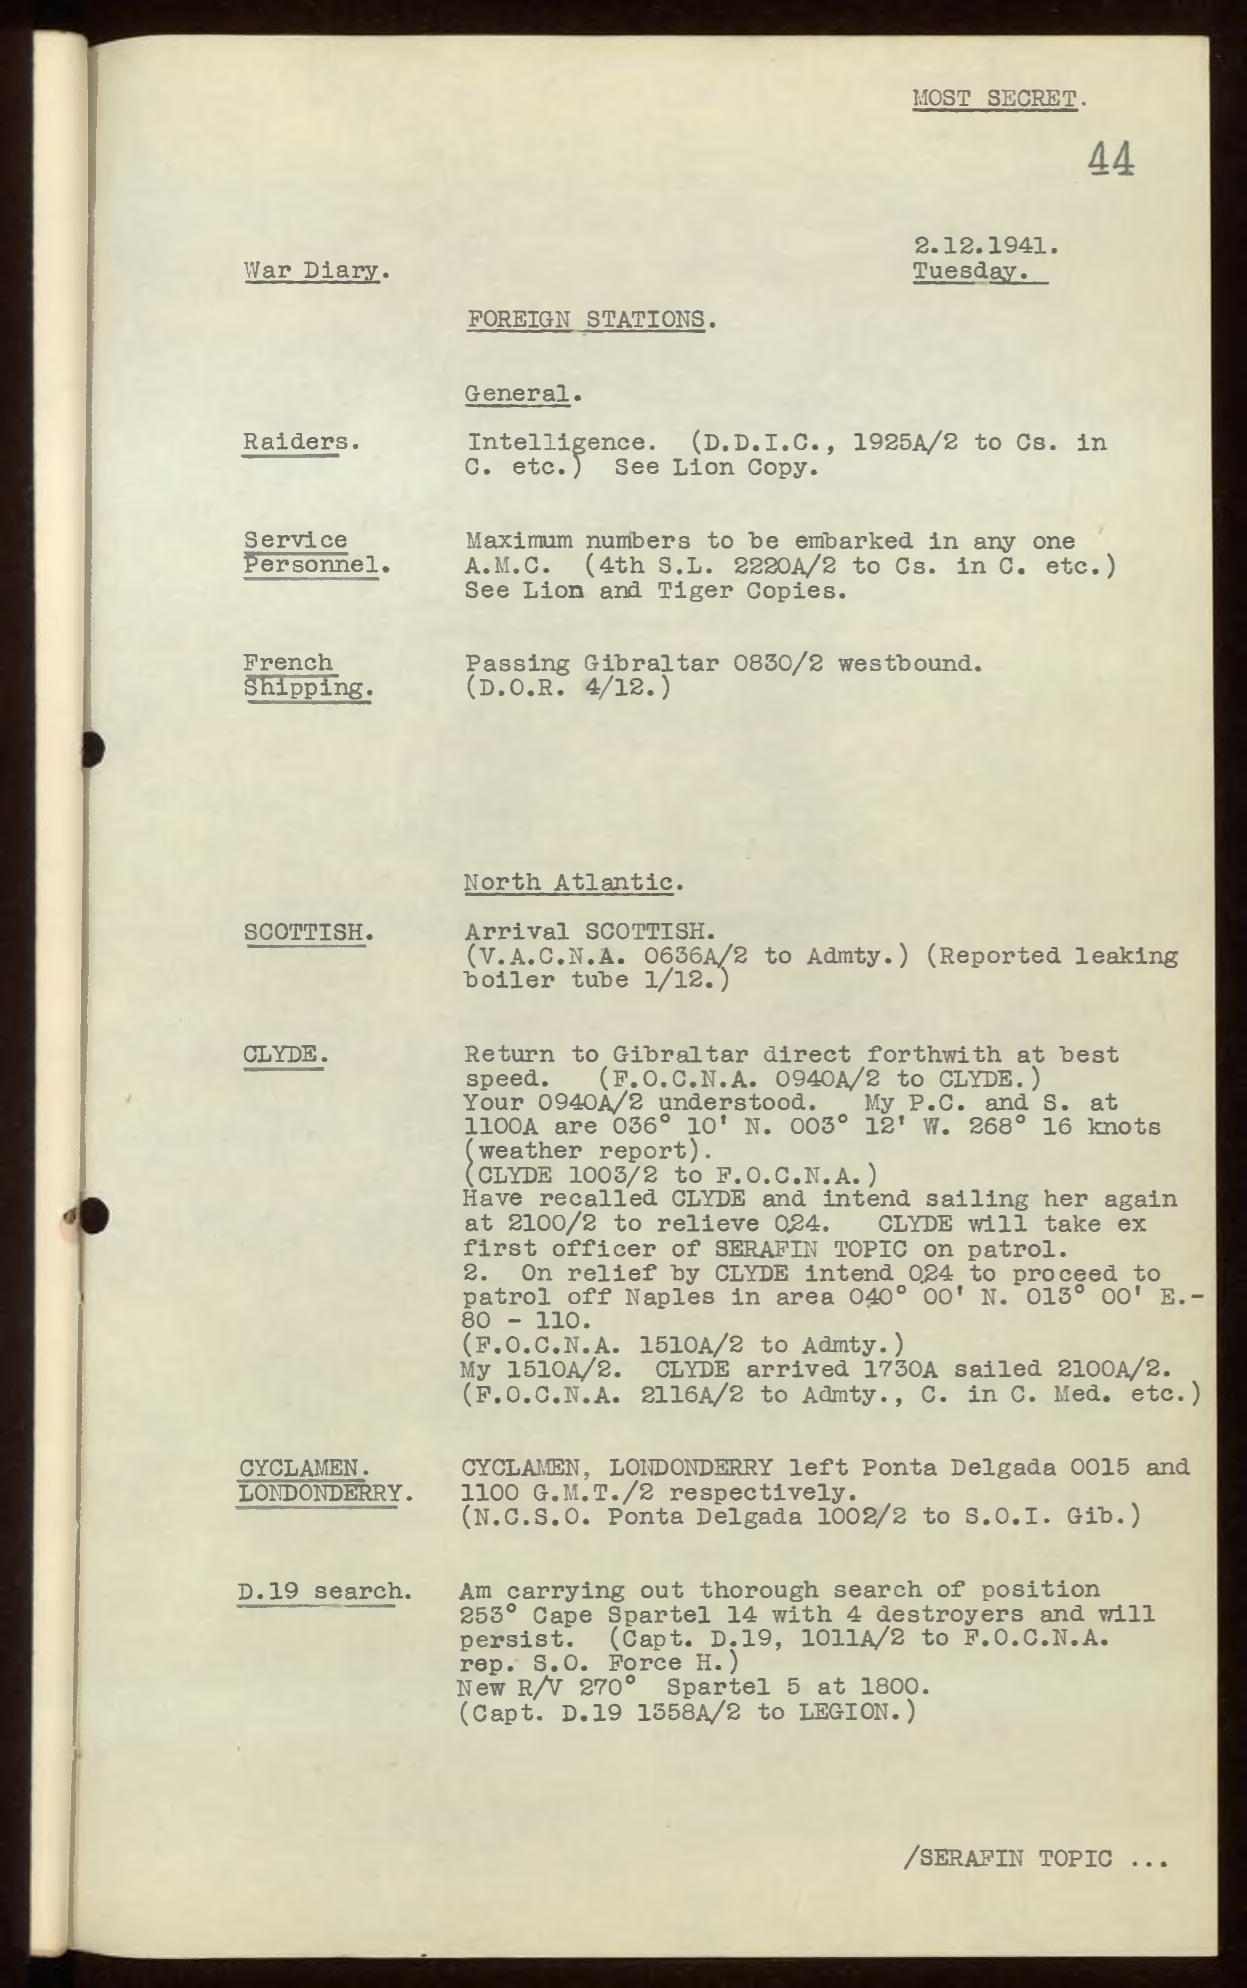 MOST SECRET.
44
2.12.1941.
War Diary.
Tuesday.
FOREIGN STATIONS.
General.
Raiders. Intelligence. (D.D.I.C., 1925A/2 to Cs. in
C. etc.) See Lion Copy.
Service Maximum numbers to be embarked in any one
Personnel. A.M.C. (4th S.L. 2220A/2 to Cs. in C. etc.)
See Lion and Tiger Copies.
French Passing Gibraltar 0830/2 westbound.
Shipping. (D.O.R. 4/12.)
North Atlantic.
SCOTTISH. Arrival SCOTTISH.
(V.A.C.N.A. 0636A/2 to Admty.) (Reported leaking
boiler tube 1/12.)
CLYDE. Return to Gibraltar direct forthwith at best
speed. (F.O.C.N.A. 0940A/2 to CLYDE.)
Your 0940A/2 understood. My P.C. and S. at
1100A are 036° 10' N. 003° 12' W. 268° 16 knots
(weather report).
(CLYDE 1003/2 to F.O.C.N.A.)
Have recalled CLYDE and intend sailing her again
at 2100/2 to relieve O24. CLYDE will take ex
first officer of SERAFIN TOPIC on patrol.
2. On relief by CLYDE intend O24 to proceed to
patrol off Naples in area 040° 00' N. 013° 00' E.-
80 - 110.
(F.O.C.N.A. 1510A/2 to Admty.)
My 1510A/2. CLYDE arrived 1730A sailed 2100A/2.
(F.O.C.N.A. 2116A/2 to Admty., C. in C. Med. etc.)
CYCLAMEN. CYCLAMEN, LONDONDERRY left Ponta Delgada 0015 and
LONDONDERRY. 1100 G.M.T./2 respectively.
(N.C.S.O. Ponta Delgada 1002/2 to S.O.I. Gib.)
D.19 search. Am carrying out thorough search of position
253° Cape Spartel 14 with 4 destroyers and will
persist. (Capt. D.19, 1011A/2 to F.O.C.N.A.
rep. S.O. Force H.)
New R/V 270° Spartel 5 at 1800.
(Capt. D.19 1358A/2 to LEGION.)
/SERAFIN TOPIC ...